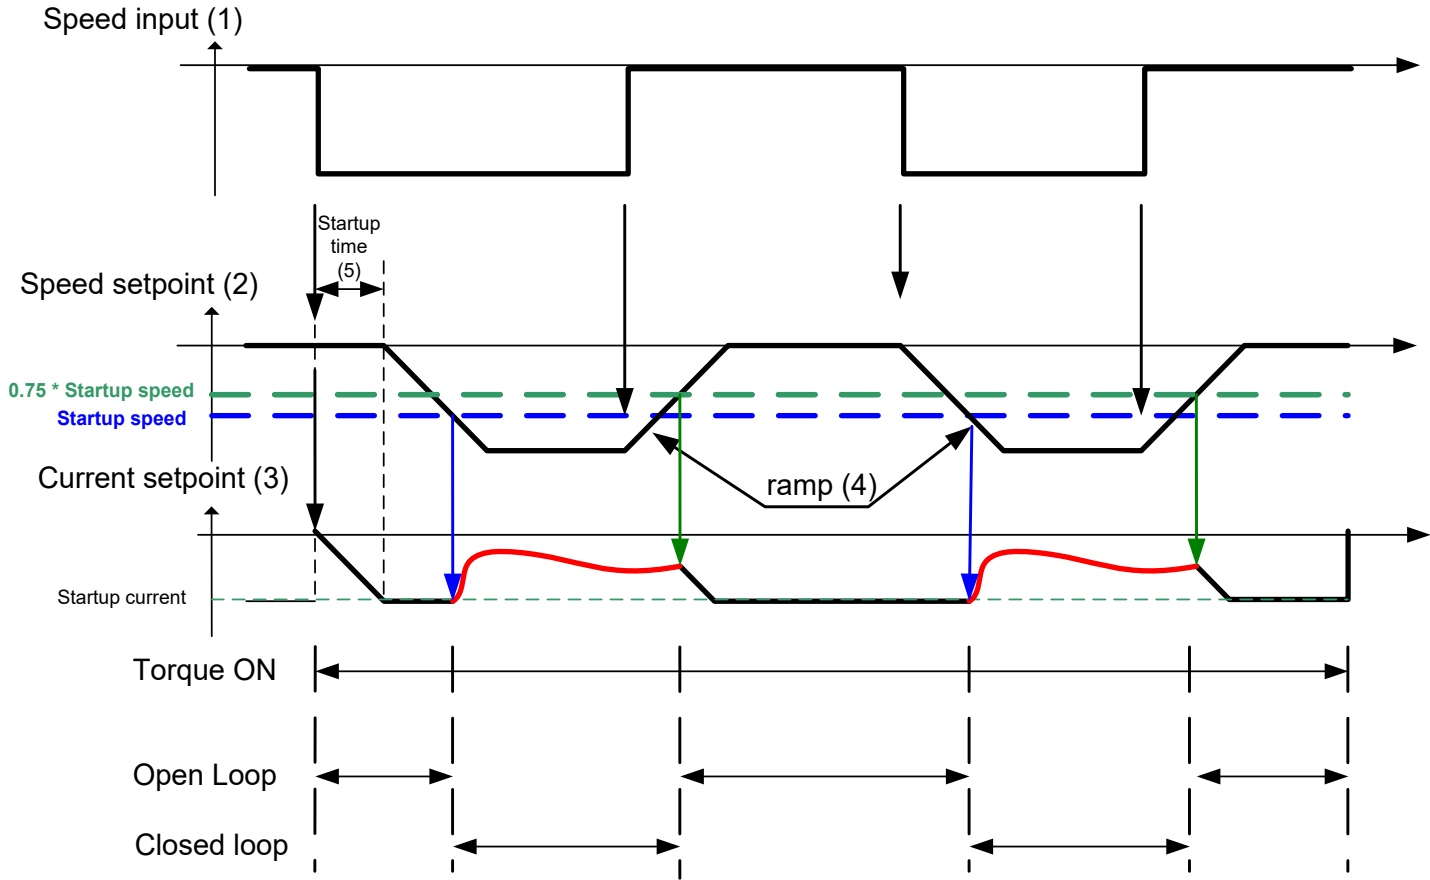 Speed input (1)
Startup
time
(5)
Speed setpoint (2)
0.75 * Startup speed
Startup speed
Current setpoint (3)
ramp (4)
Startup current
Torque ON
Open Loop
Closed loop